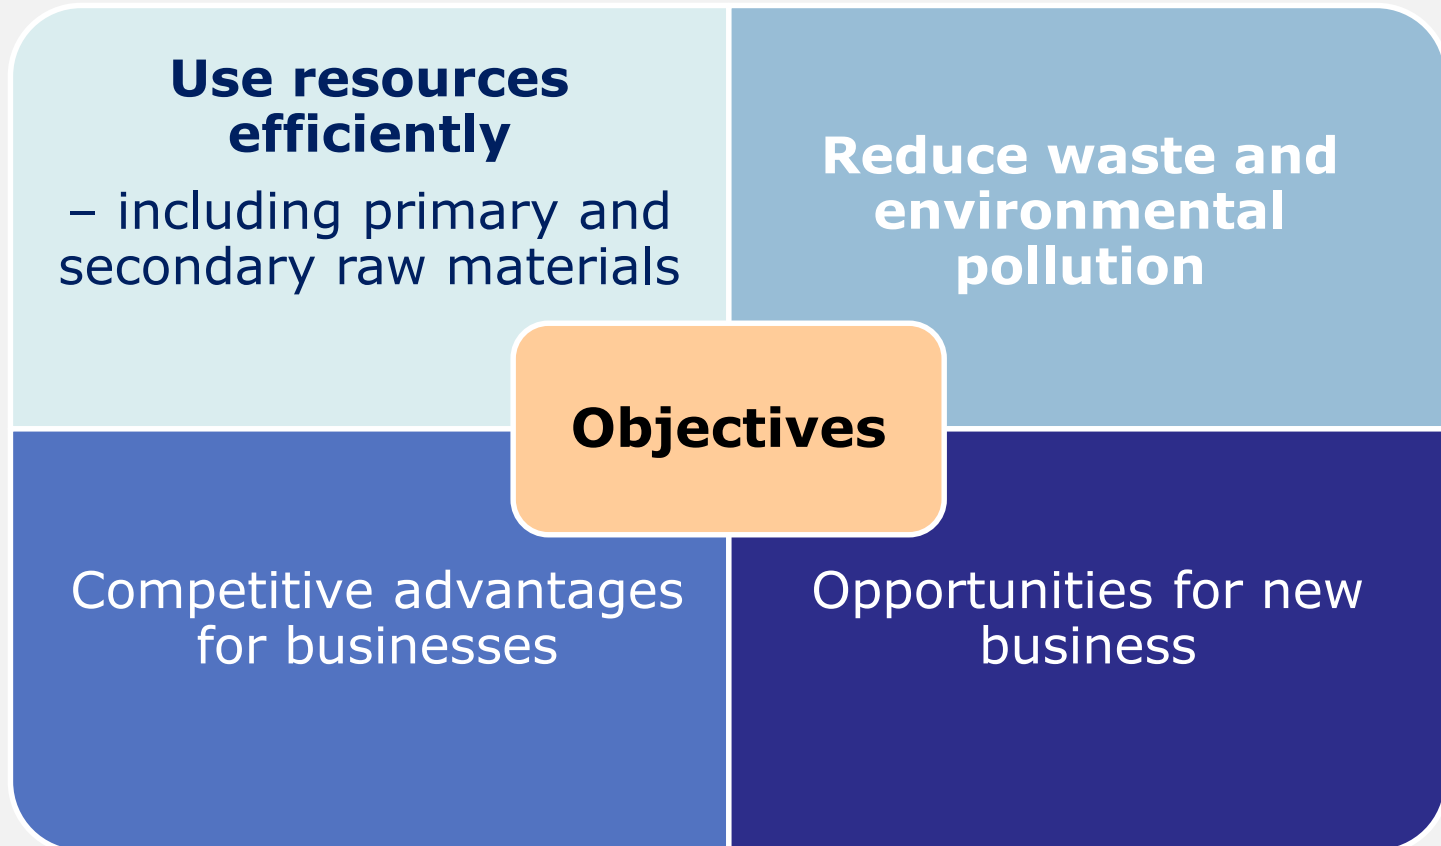 Use resources
efficiently
– including primary and
secondary raw materials
Reduce waste and
environmental
pollution
Objectives
Competitive advantages
for businesses
Opportunities for new
business